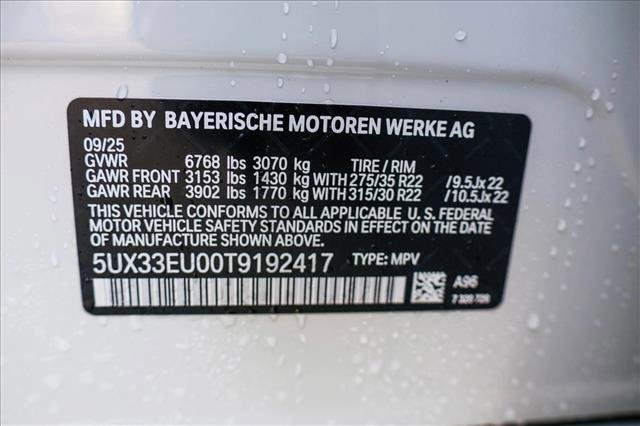 MFD BY BAYERISCHE MOTOREN WERKE AG
09/25
GVWR 6768 lbs 3070 kg TIRE / RIM
GAWR FRONT 3153 lbs 1430 kg WITH 275/35 R22 /9.5Jx22
GAWR REAR 3902 lbs 1770 kg WITH 315/30 R22 /10.5Jx22
THIS VEHICLE CONFORMS TO ALL APPLICABLE U. S. FEDERAL
MOTOR VEHICLE SAFETY STANDARDS IN EFFECT ON THE DATE OF
MANUFACTURE SHOWN ABOVE.
5UX33EU00T9192417 TYPE: MPV
A96